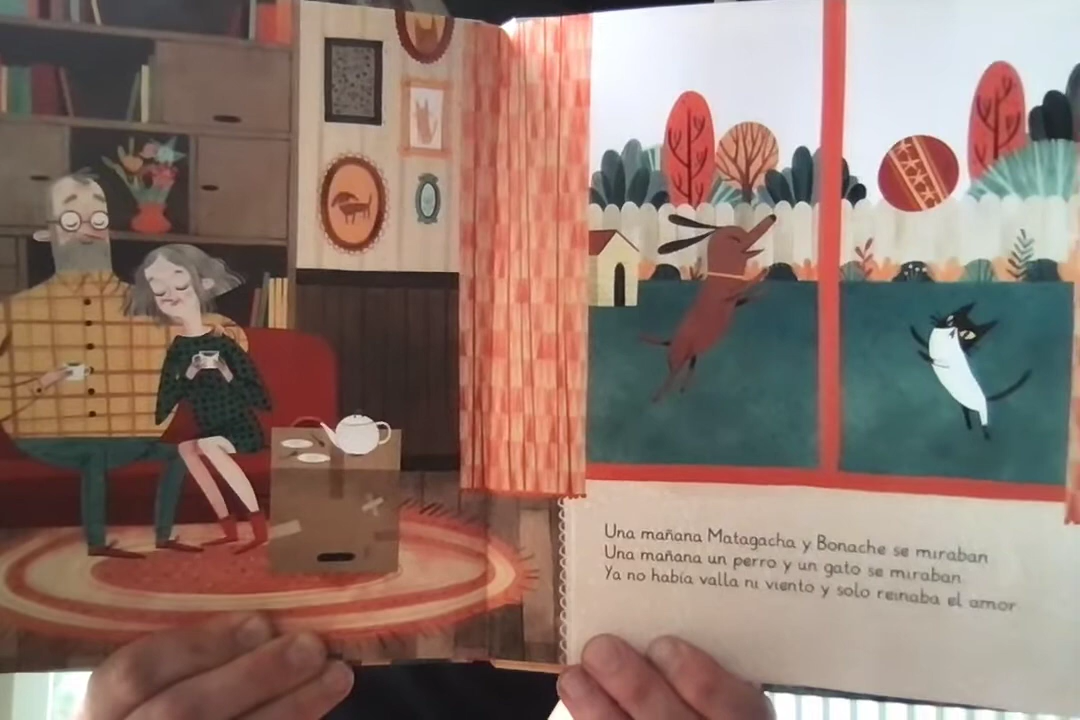 Una mañana Matagacha y Bonache se miraban
Una mañana un perro y un gato se miraban
Ya no había valla ni viento y solo reinaba el amor